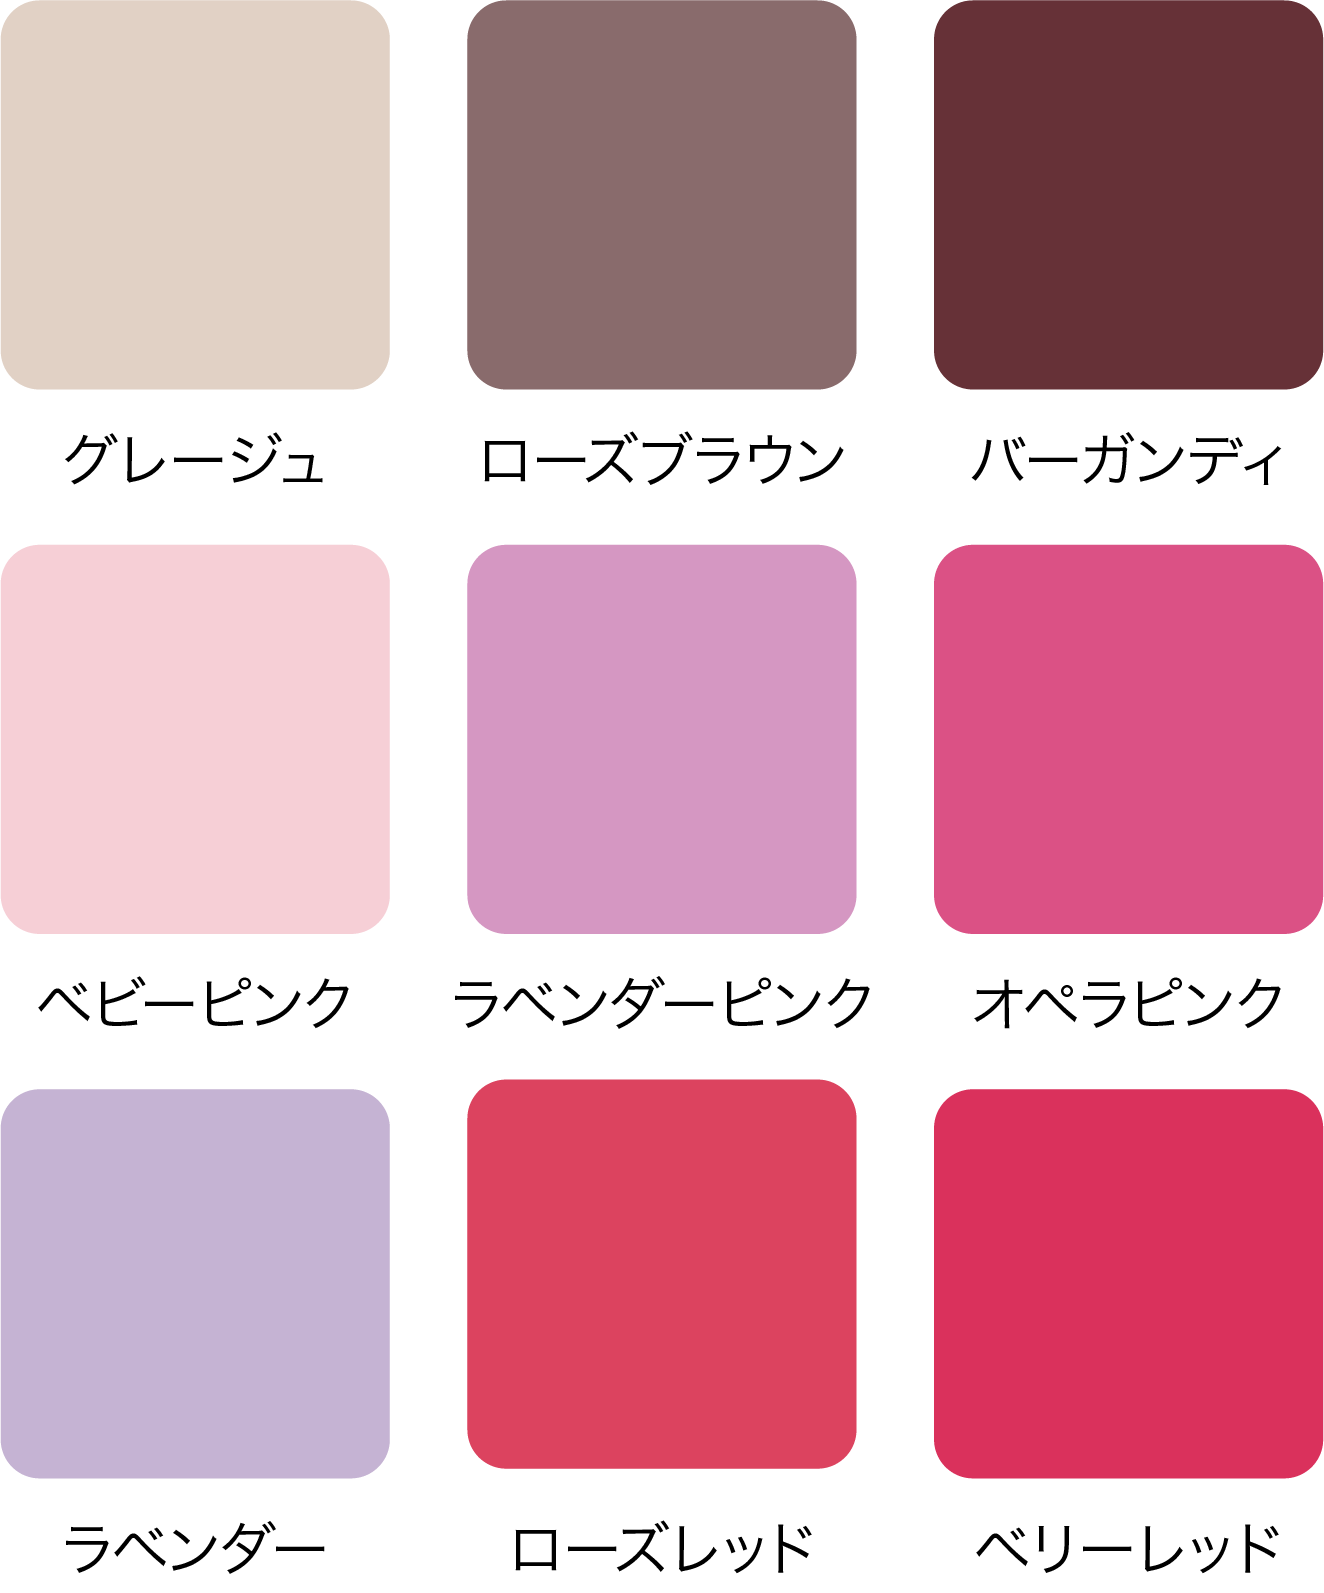 グレージュ
ローズブラウン
バーガンディ
ベビーピンク
ラベンダーピンク
オペラピンク
ラベンダー
ローズレッド
ベリーレッド